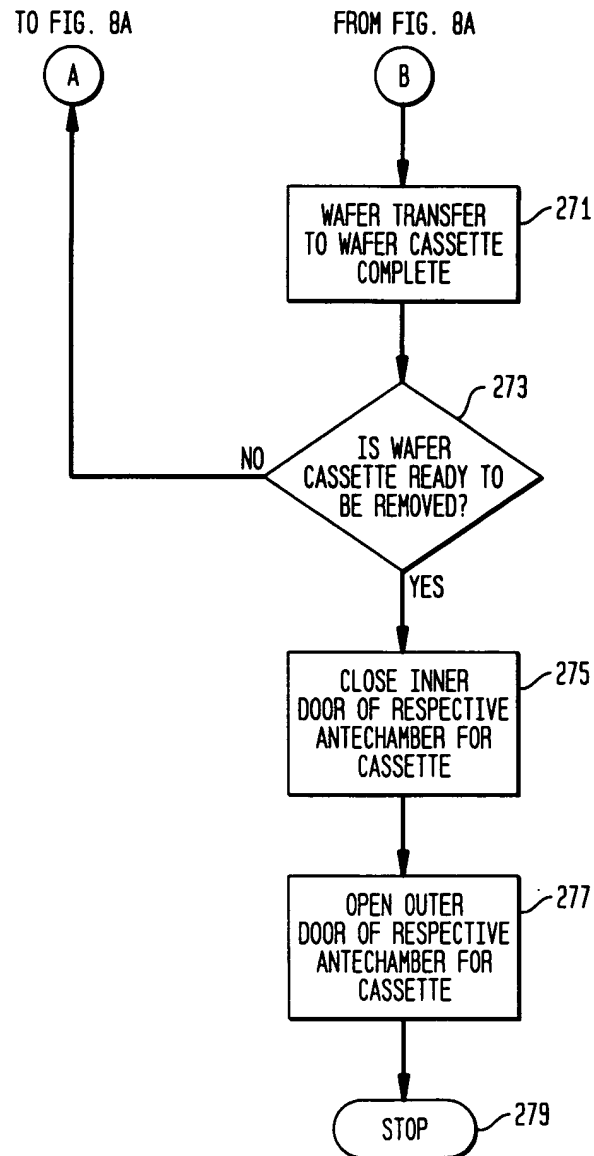 TO FIG. 8A
FROM FIG. 8A
A
B
WAFER TRANSFER
TO WAFER CASSETTE
COMPLETE
271
273
IS WAFER
CASSETTE READY TO
BE REMOVED?
NO
YES
CLOSE INNER
DOOR OF RESPECTIVE
ANTECHAMBER FOR
CASSETTE
275
OPEN OUTER
DOOR OF RESPECTIVE
ANTECHAMBER FOR
CASSETTE
277
STOP
279